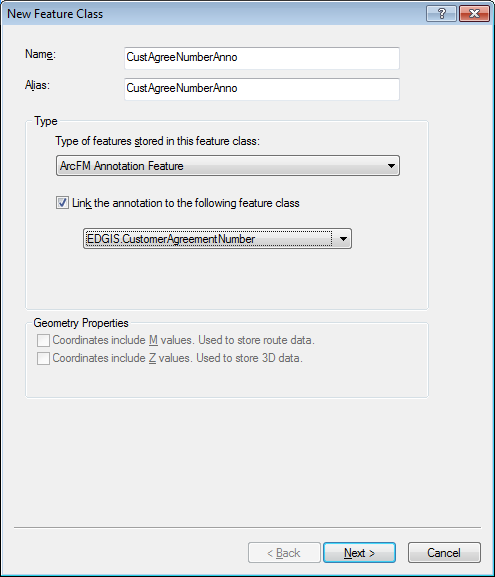 New Feature Class
?
Name:
CustAgreeNumberAnno
Alias:
CustAgreeNumberAnno
Type
Type of features stored in this feature class:
ArcFM Annotation Feature
Link the annotation to the following feature class
EDGIS.CustomerAgreementNumber
Geometry Properties
Coordinates include M values. Used to store route data.
Coordinates include Z values. Used to store 3D data.
< Back
Next >
Cancel